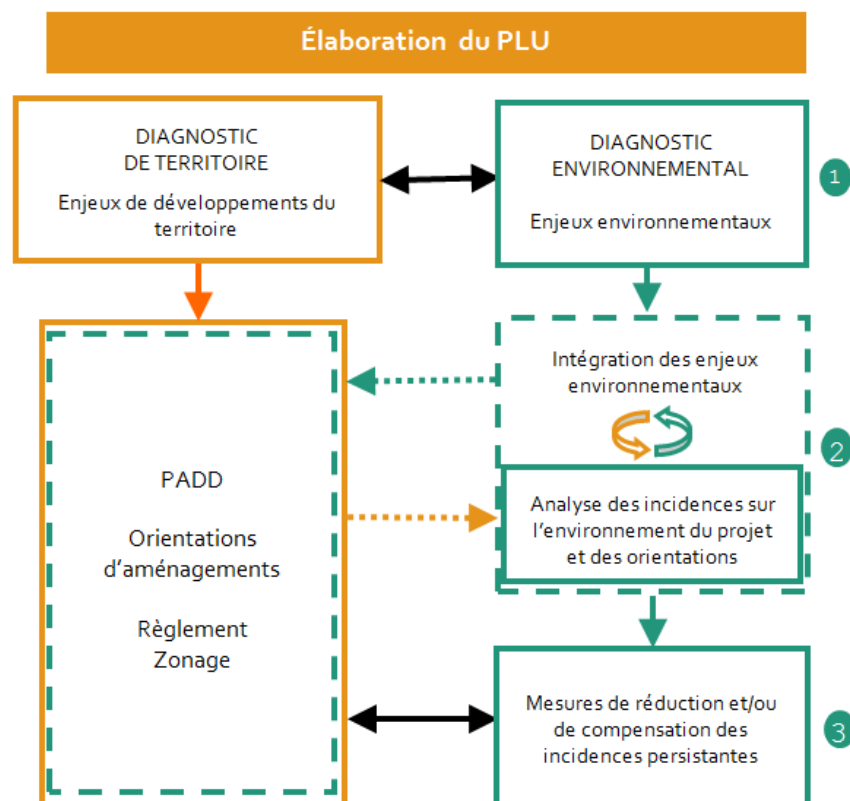 Élaboration du PLU
DIAGNOSTIC
DE TERRITOIRE
Enjeux de développements du
territoire
DIAGNOSTIC
ENVIRONNEMENTAL
Enjeux environnementaux
1
Intégration des enjeux
environnementaux
2
Analyse des incidences sur
l'environnement du projet
et des orientations
PADD
Orientations
d'aménagements
Règlement
Zonage
Mesures de réduction et/ou
de compensation des
incidences persistantes
3